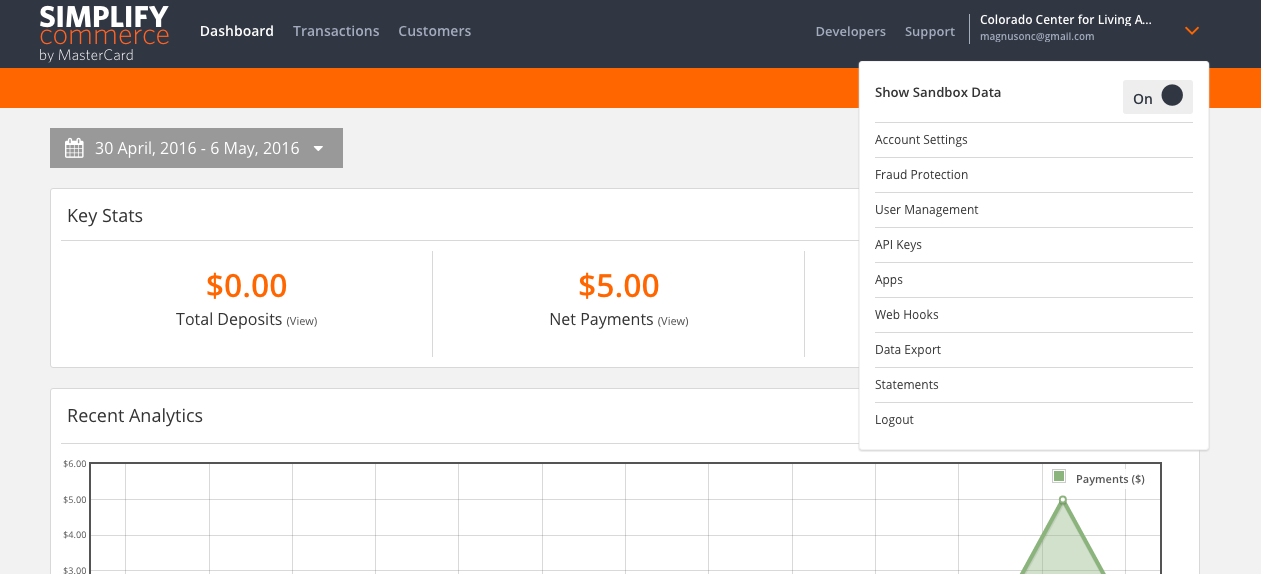 SIMPLIFY
commerce
by MasterCard
Dashboard Transactions Customers
Developers Support
Colorado Center for Living A...
magnusonc@gmail.com
Show Sandbox Data On
Account Settings
Fraud Protection
User Management
API Keys
Apps
Web Hooks
Data Export
Statements
Logout
30 April, 2016 - 6 May, 2016
Key Stats
$0.00
Total Deposits (View)
$5.00
Net Payments (View)
Recent Analytics
$6.00
$5.00
$4.00
$3.00
Payments ($)